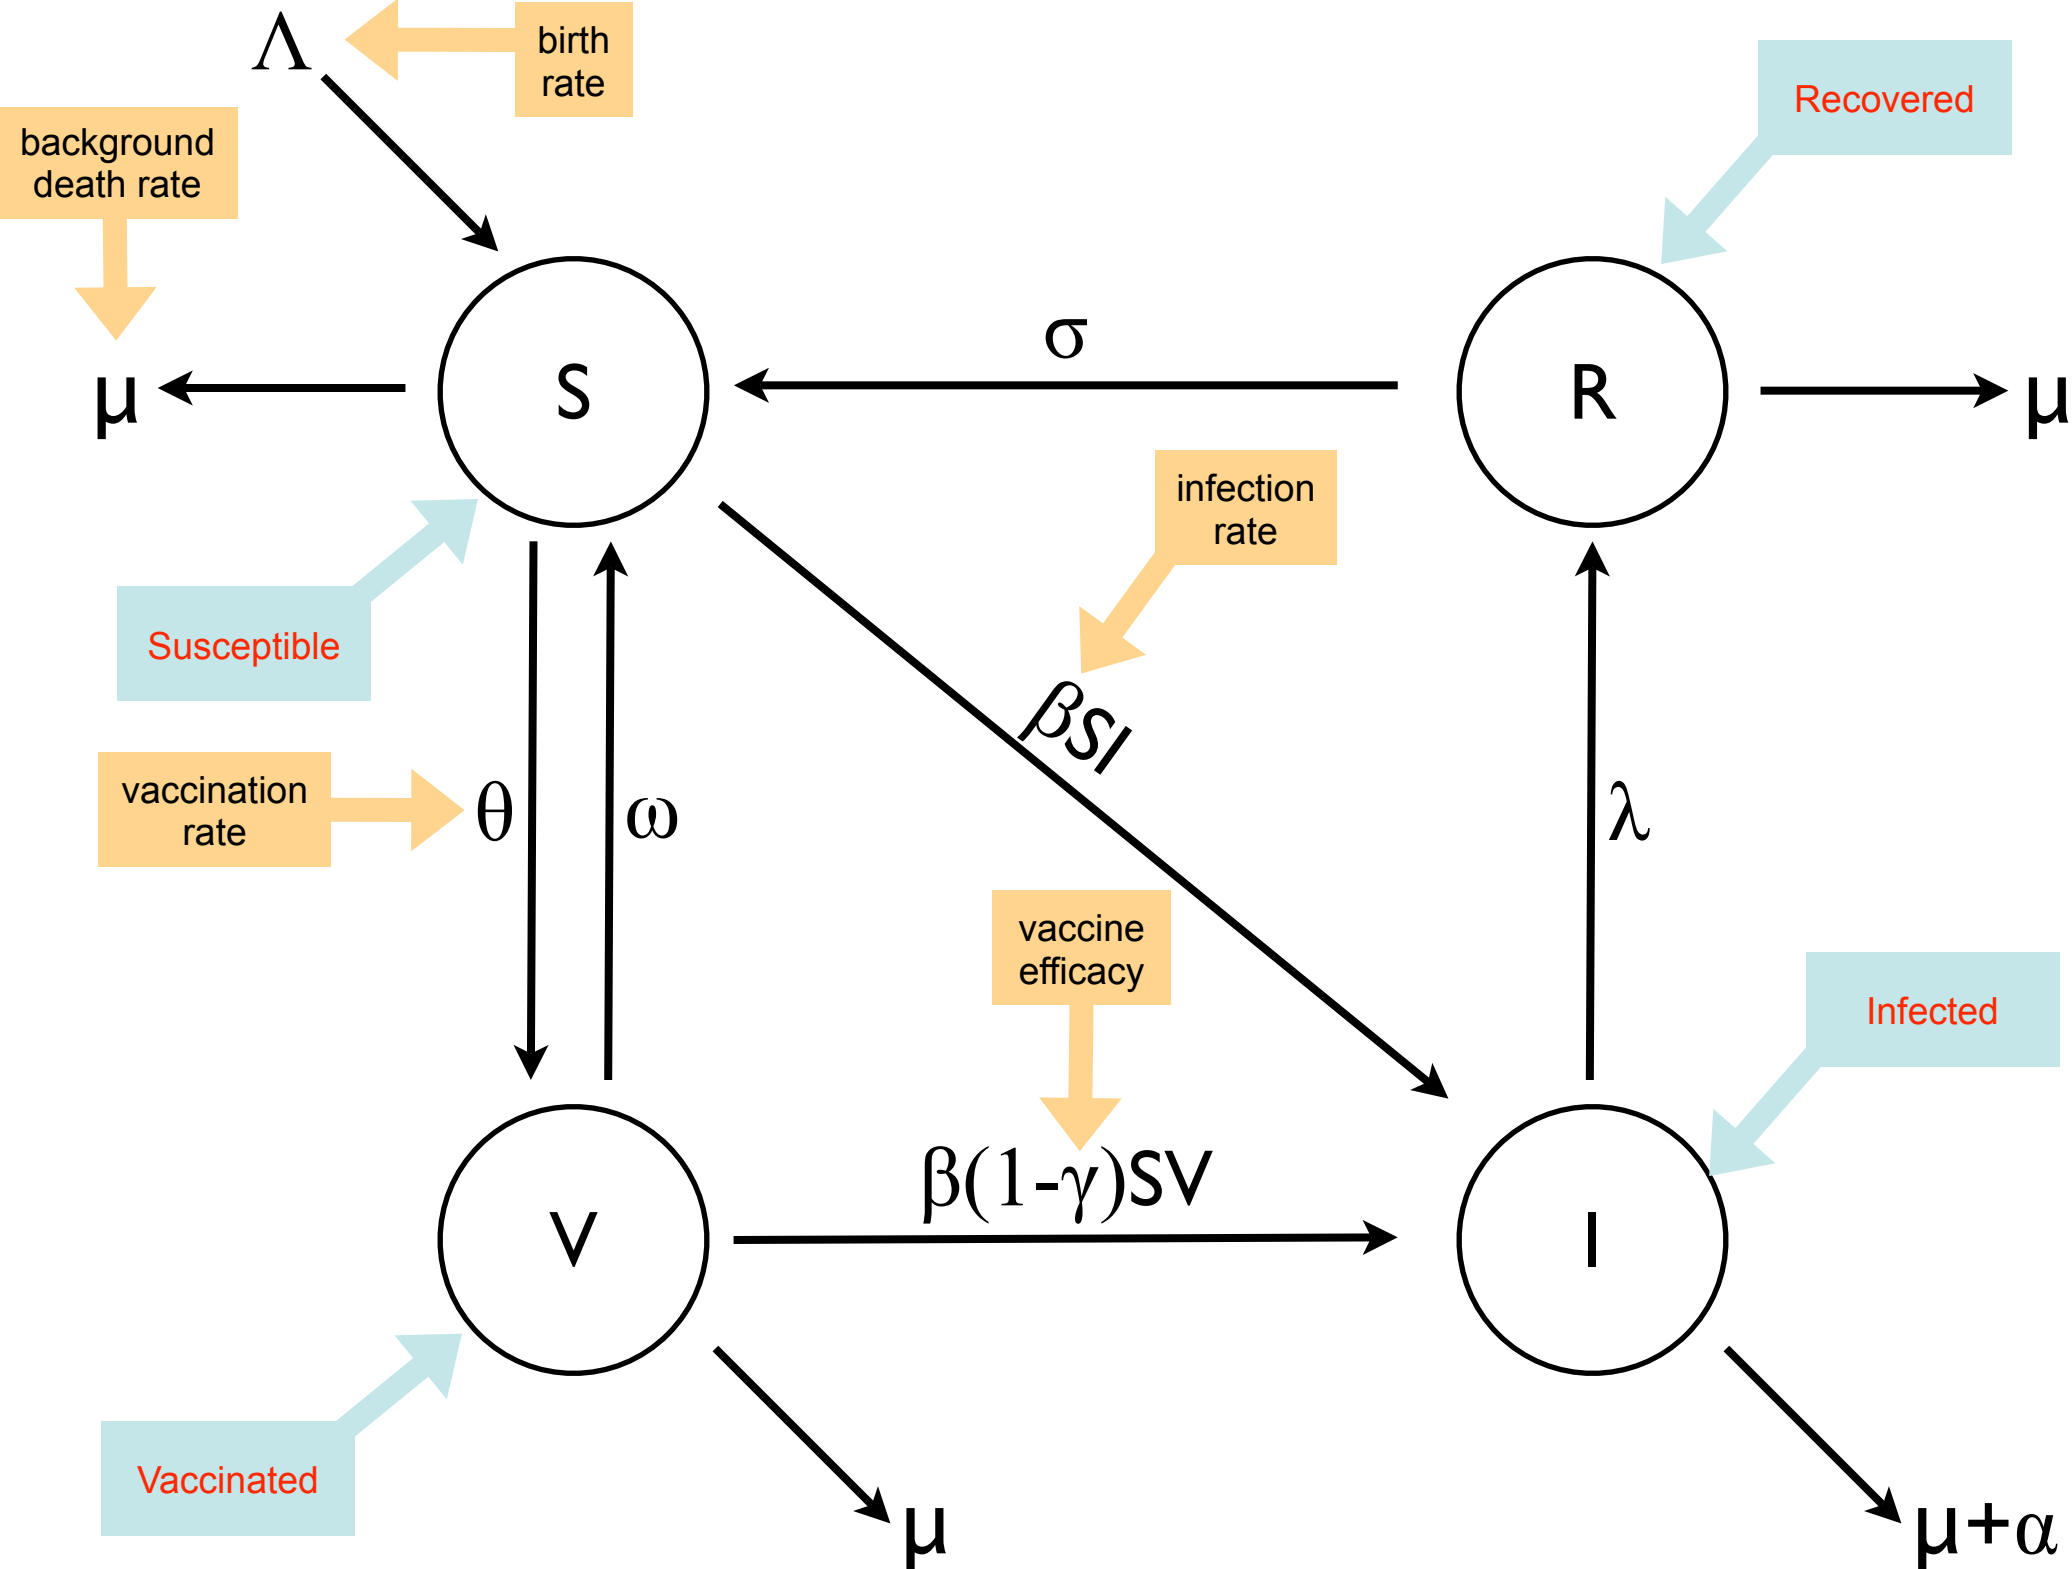 Λ
birth
rate
Recovered
background
death rate
μ
S
σ
R
μ
infection
rate
Susceptible
βSI
vaccination
rate
θ
ω
λ
vaccine
efficacy
Infected
β(1-γ)SV
V
I
Vaccinated
μ
μ+α